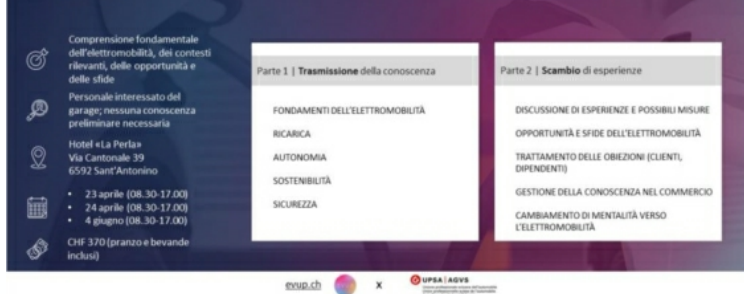 Comprensione fondamentale
dell'elettromobilità, dei contesti
rilevanti, delle opportunità e
delle sfide
Personale interessato del
garage; nessuna conoscenza
preliminare necessaria
Hotel «La Perla»
Via Cantonale 39
6592 Sant'Antonino
• 23 aprile (08.30-17.00)
• 24 aprile (08.30-17.00)
• 4 giugno (08.30-17.00)
CHF 370 (pranzo e bevande
inclusi)
Parte 1 | Trasmissione della conoscenza
FONDAMENTI DELL'ELETTROMOBILITÀ
RICARICA
AUTONOMIA
SOSTENIBILITÀ
SICUREZZA
Parte 2 | Scambio di esperienze
DISCUSSIONE DI ESPERIENZE E POSSIBILI MISURE
OPPORTUNITÀ E SFIDE DELL'ELETTROMOBILITÀ
TRATTAMENTO DELLE OBIEZIONI (CLIENTI,
DIPENDENTI)
GESTIONE DELLA CONOSCENZA NEL COMMERCIO
CAMBIAMENTO DI MENTALITÀ VERSO
L'ELETTROMOBILITÀ
evup.ch x UPSA | AGVS